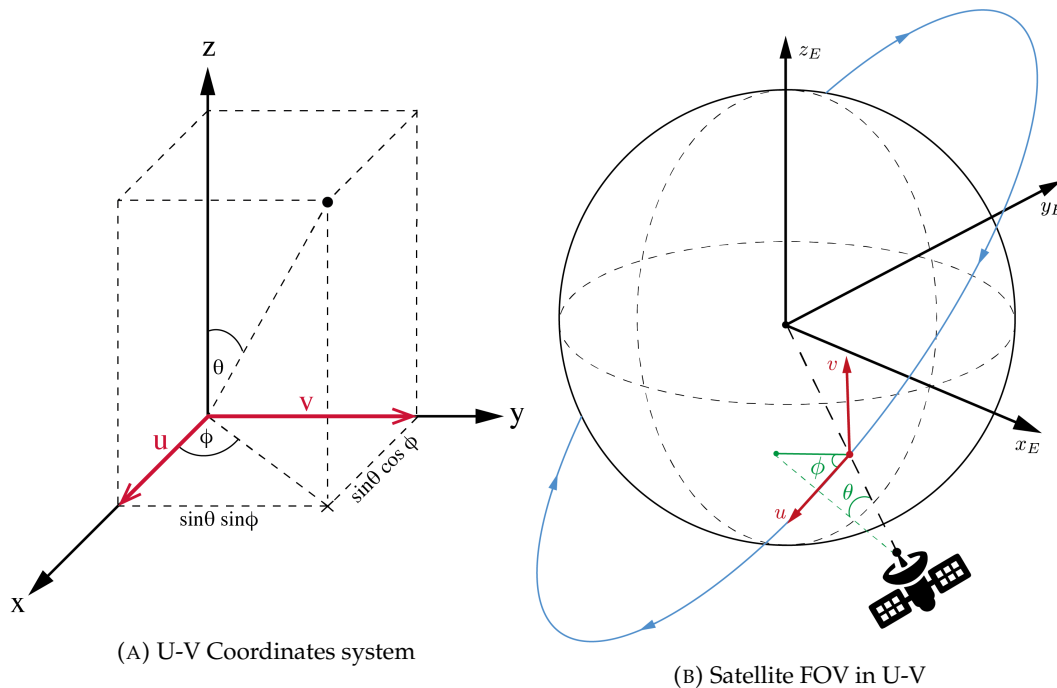 z
θ
v
y
u
ϕ
sinθ cos ϕ
sinθ sinϕ
x
(A) U-V Coordinates system
z_E
y_E
x_E
v
ϕ
θ
u
(B) Satellite FOV in U-V